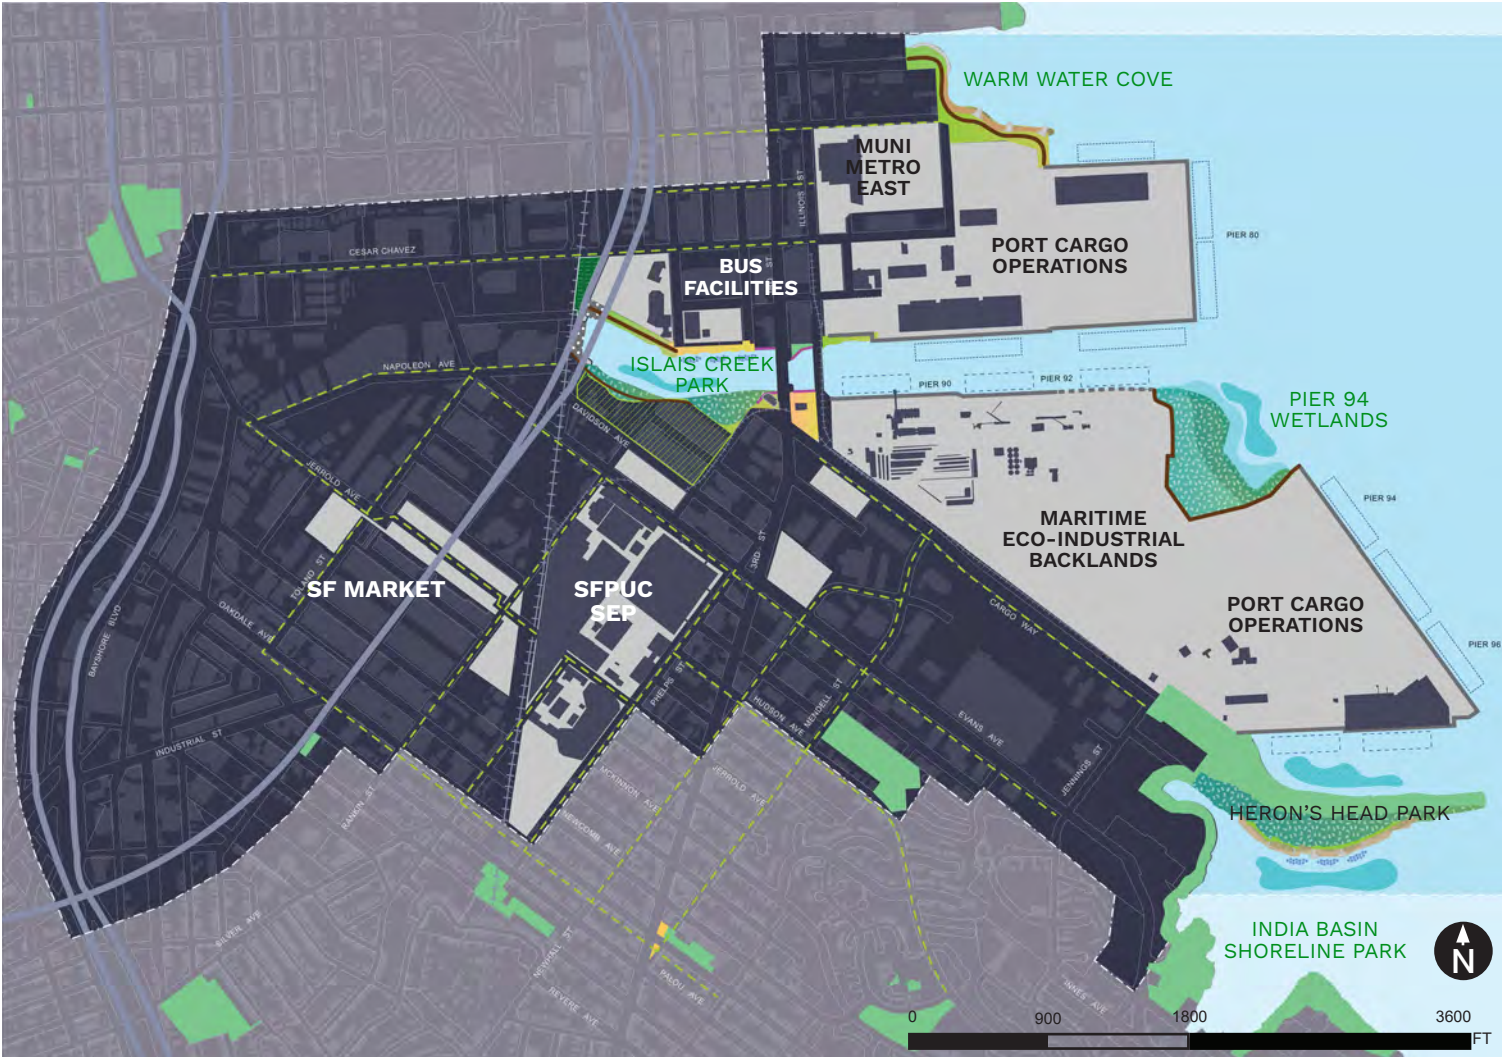 WARM WATER COVE
MUNI
METRO
EAST
ILLINOIS ST
PIER 80
PORT CARGO
OPERATIONS
CESAR CHAVEZ
BUS
FACILITIES
ST
NAPOLEON AVE
ISLAIS CREEK
PARK
PIER 90
PIER 92
PIER 94
WETLANDS
DAVIDSON AVE
JERROLD AVE
PIER 94
MARITIME
ECO-INDUSTRIAL
BACKLANDS
3RD ST
TOLAND ST
SF MARKET
SFPUC
SEP
OAKDALE AVE
BAYSHORE BLVD
CARGO WAY
PORT CARGO
OPERATIONS
PIER 96
PHELPS ST
HUDSON AVE
MENDELL ST
EVANS AVE
INDUSTRIAL ST
JENNINGS ST
MCKINNON AVE
JERROLD AVE
RANKIN ST
NEWCOMB AVE
HERON'S HEAD PARK
SILVER AVE
NEWHALL ST
PALOU AVE
REVERE AVE
INNES AVE
INDIA BASIN
SHORELINE PARK
N
0 900 1800 3600
FT